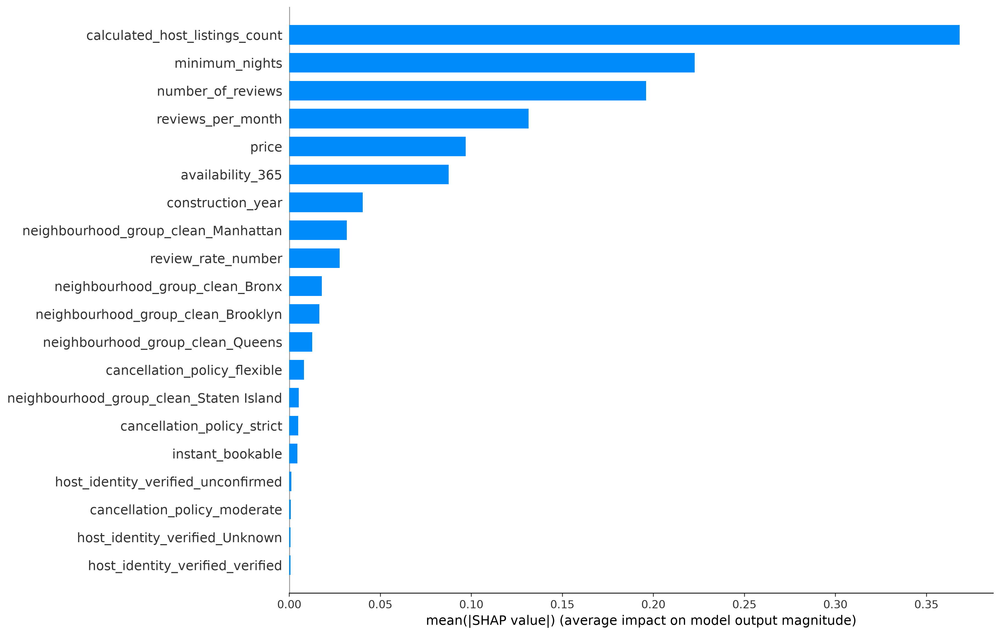 calculated_host_listings_count
minimum_nights
number_of_reviews
reviews_per_month
price
availability_365
construction_year
neighbourhood_group_clean_Manhattan
review_rate_number
neighbourhood_group_clean_Bronx
neighbourhood_group_clean_Brooklyn
neighbourhood_group_clean_Queens
cancellation_policy_flexible
neighbourhood_group_clean_Staten Island
cancellation_policy_strict
instant_bookable
host_identity_verified_unconfirmed
cancellation_policy_moderate
host_identity_verified_Unknown
host_identity_verified_verified
0.00 0.05 0.10 0.15 0.20 0.25 0.30 0.35
mean(|SHAP value|) (average impact on model output magnitude)